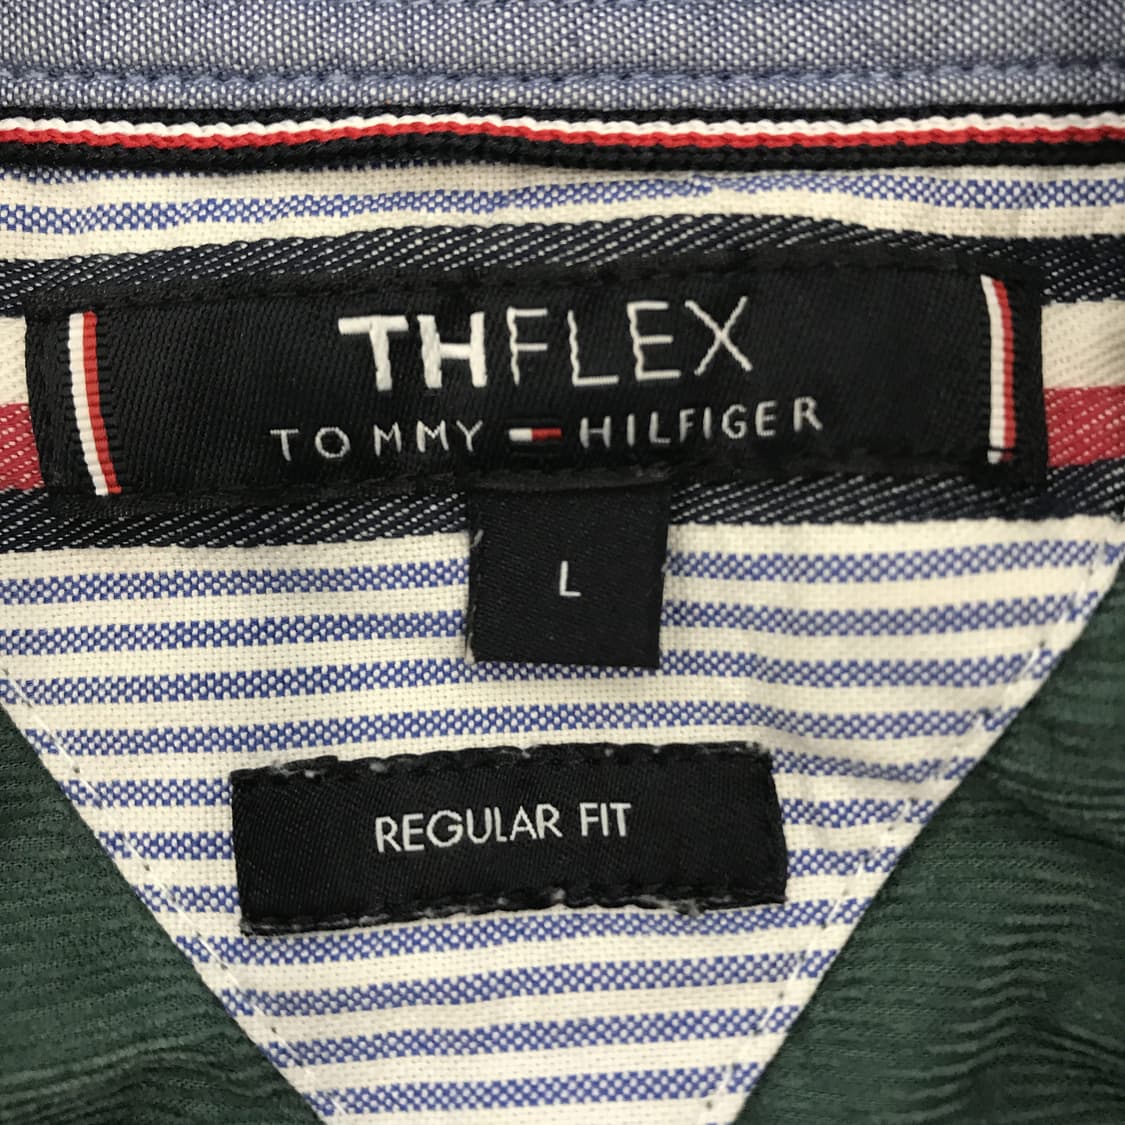 THFLEX
TOMMY HILFIGER
L
REGULAR FIT